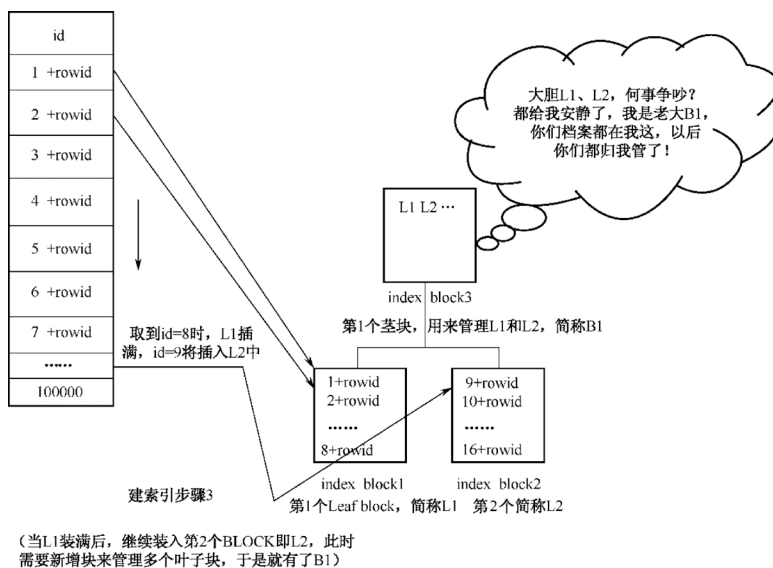 id
1 +rowid
2 +rowid
3 +rowid
4 +rowid
5 +rowid
6 +rowid
7 +rowid
……
100000
取到id=8时，L1插
满，id=9将插入L2中
大胆L1、L2，何事争吵？
都给我安静了，我是老大B1，
你们档案都在我这，以后
你们都归我管了！
L1 L2 …
index block3
第1个茎块，用来管理L1和L2，简称B1
1+rowid
2+rowid
……
8+rowid
index block1
第1个Leaf block，简称L1
9+rowid
10+rowid
……
16+rowid
index block2
第2个简称L2
建索引步骤3
（当L1装满后，继续装入第2个BLOCK即L2，此时
需要新增块来管理多个叶子块，于是就有了B1）